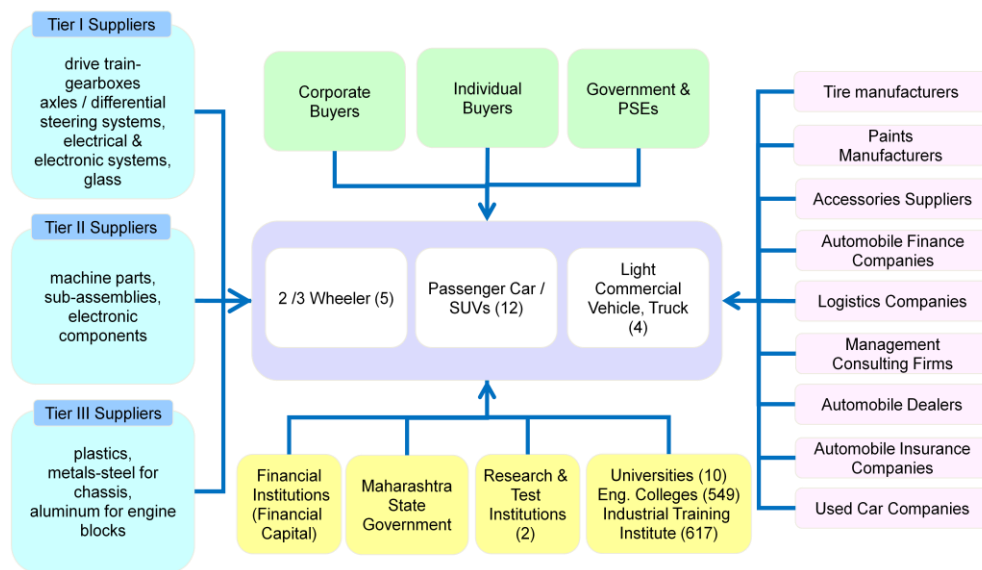 Tier I Suppliers
drive train-
gearboxes
axles / differential
steering systems,
electrical &
electronic systems,
glass
Tier II Suppliers
machine parts,
sub-assemblies,
electronic
components
Tier III Suppliers
plastics,
metals-steel for
chassis,
aluminum for engine
blocks
Corporate
Buyers
Individual
Buyers
Government &
PSEs
2 /3 Wheeler (5)
Passenger Car /
SUVs (12)
Light
Commercial
Vehicle, Truck
(4)
Financial
Institutions
(Financial
Capital)
Maharashtra
State
Government
Research &
Test
Institutions
(2)
Universities (10)
Eng. Colleges (549)
Industrial Training
Institute (617)
Tire manufacturers
Paints
Manufacturers
Accessories Suppliers
Automobile Finance
Companies
Logistics Companies
Management
Consulting Firms
Automobile Dealers
Automobile Insurance
Companies
Used Car Companies